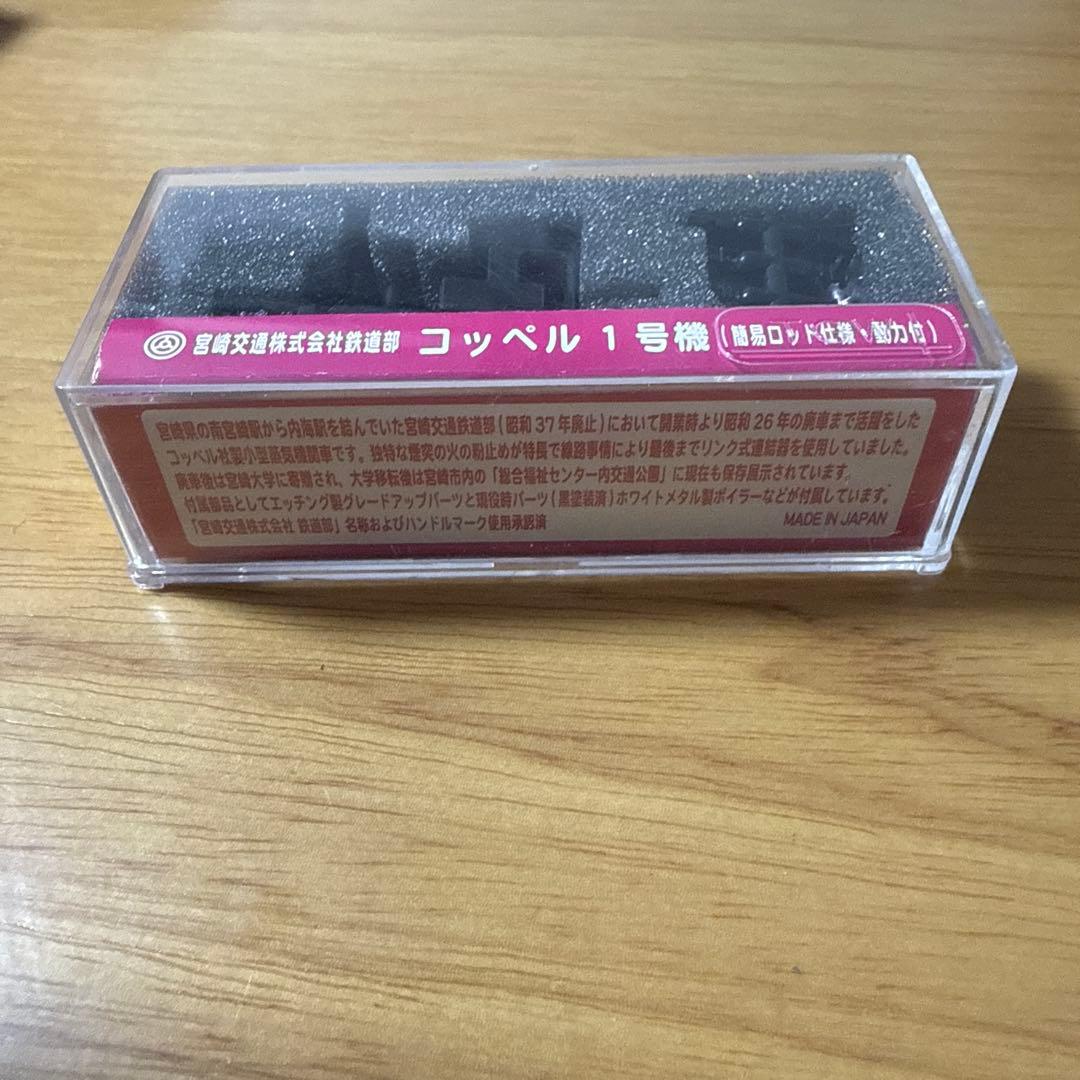 宮崎交通株式会社鉄道部 コッペル 1 号機 (簡易ロッド仕様・動力付)
宮崎県の南宮崎駅から内海駅を結んでいた宮崎交通鉄道部(昭和 37 年廃止)において開業時より昭和 26 年の廃車まで活躍をした
コッペル社製小型蒸気機関車です。独特な煙突の火の粉止めが特長で線路事情により最後までリンク式連結器を使用していました。
廃車後は宮崎大学に寄贈され、大学移転後は宮崎市内の「総合福祉センター内交通公園」に現在も保存展示されています。
付属部品としてエッチング製グレードアップパーツと現役時パーツ(黒塗装済)ホワイトメタル製ボイラーなどが付属しています。
「宮崎交通株式会社 鉄道部」名称およびハンドルマーク使用承認済 MADE IN JAPAN